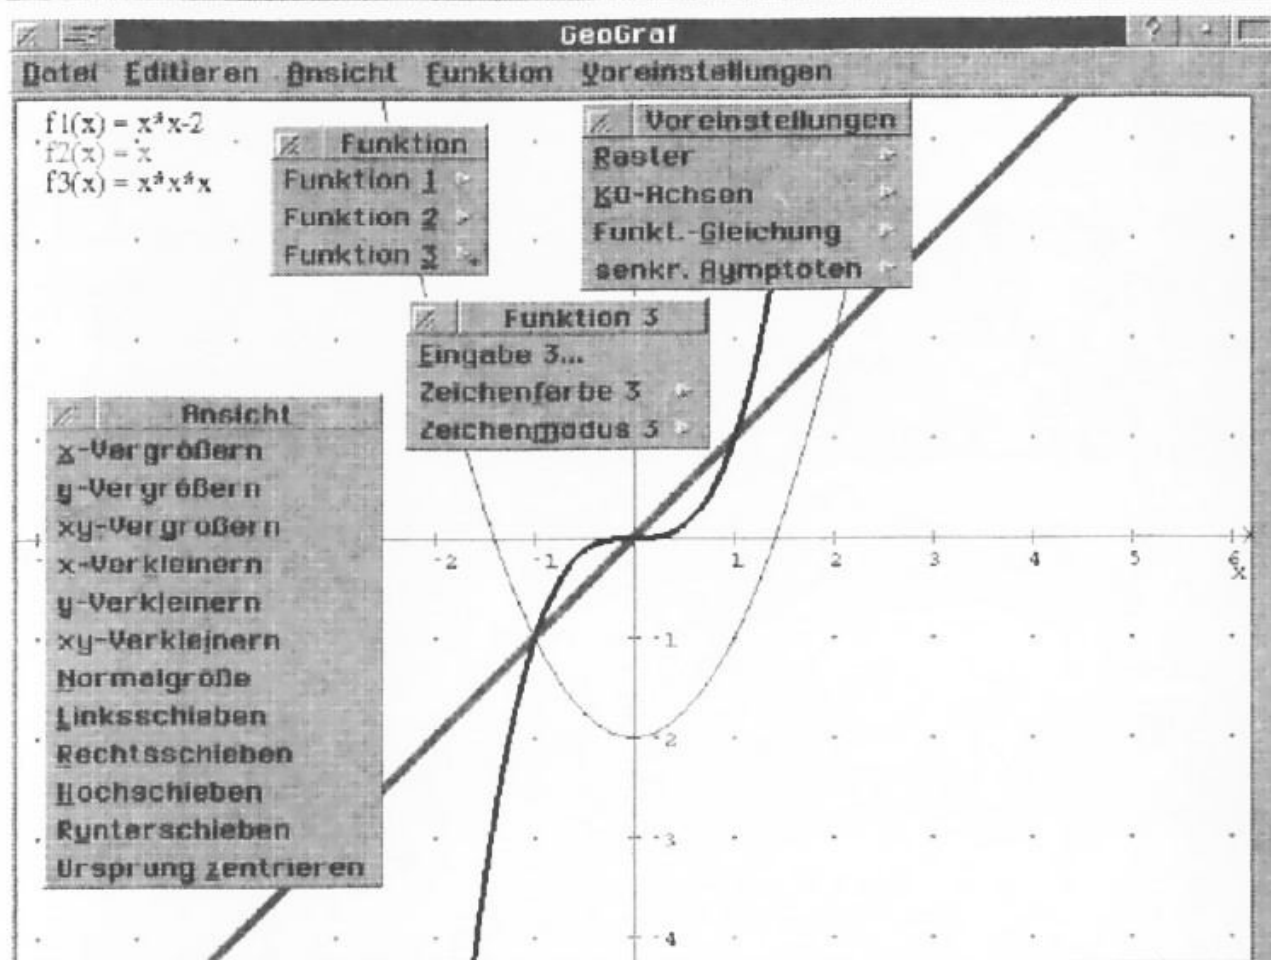 GeoGraf
Datei Editieren Ansicht Funktion Voreinstellungen
f1(x) = x*x-2
f2(x) = x
f3(x) = x*x*x
Funktion
Funktion 1
Funktion 2
Funktion 3
Voreinstellungen
Raster
KO-Achsen
Funkt.-Gleichung
senkr. Aymptoten
Funktion 3
Eingabe 3...
Zeichenfarbe 3
Zeichenmodus 3
Ansicht
x-Vergrößern
y-Vergrößern
xy-Vergrößern
x-Verkleinern
y-Verkleinern
xy-Verkleinern
Normalgröße
Linksschieben
Rechtsschieben
Hochschieben
Runterschieben
Ursprung zentrieren
-2 -1 1 2 3 4 5 6
x
-1
-2
-3
-4